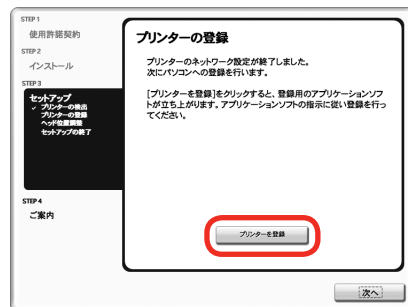 STEP 1
使用許諾契約
STEP 2
インストール
STEP 3
セットアップ
✓ プリンターの検出
プリンターの登録
ヘッド位置調整
セットアップの終了
STEP 4
ご案内
プリンターの登録
プリンターのネットワーク設定が終了しました。
次にパソコンへの登録を行います。
[プリンターを登録]をクリックすると、登録用のアプリケーションソフ
トが立ち上がります。アプリケーションソフトの指示に従い登録を行っ
てください。
プリンターを登録
次へ